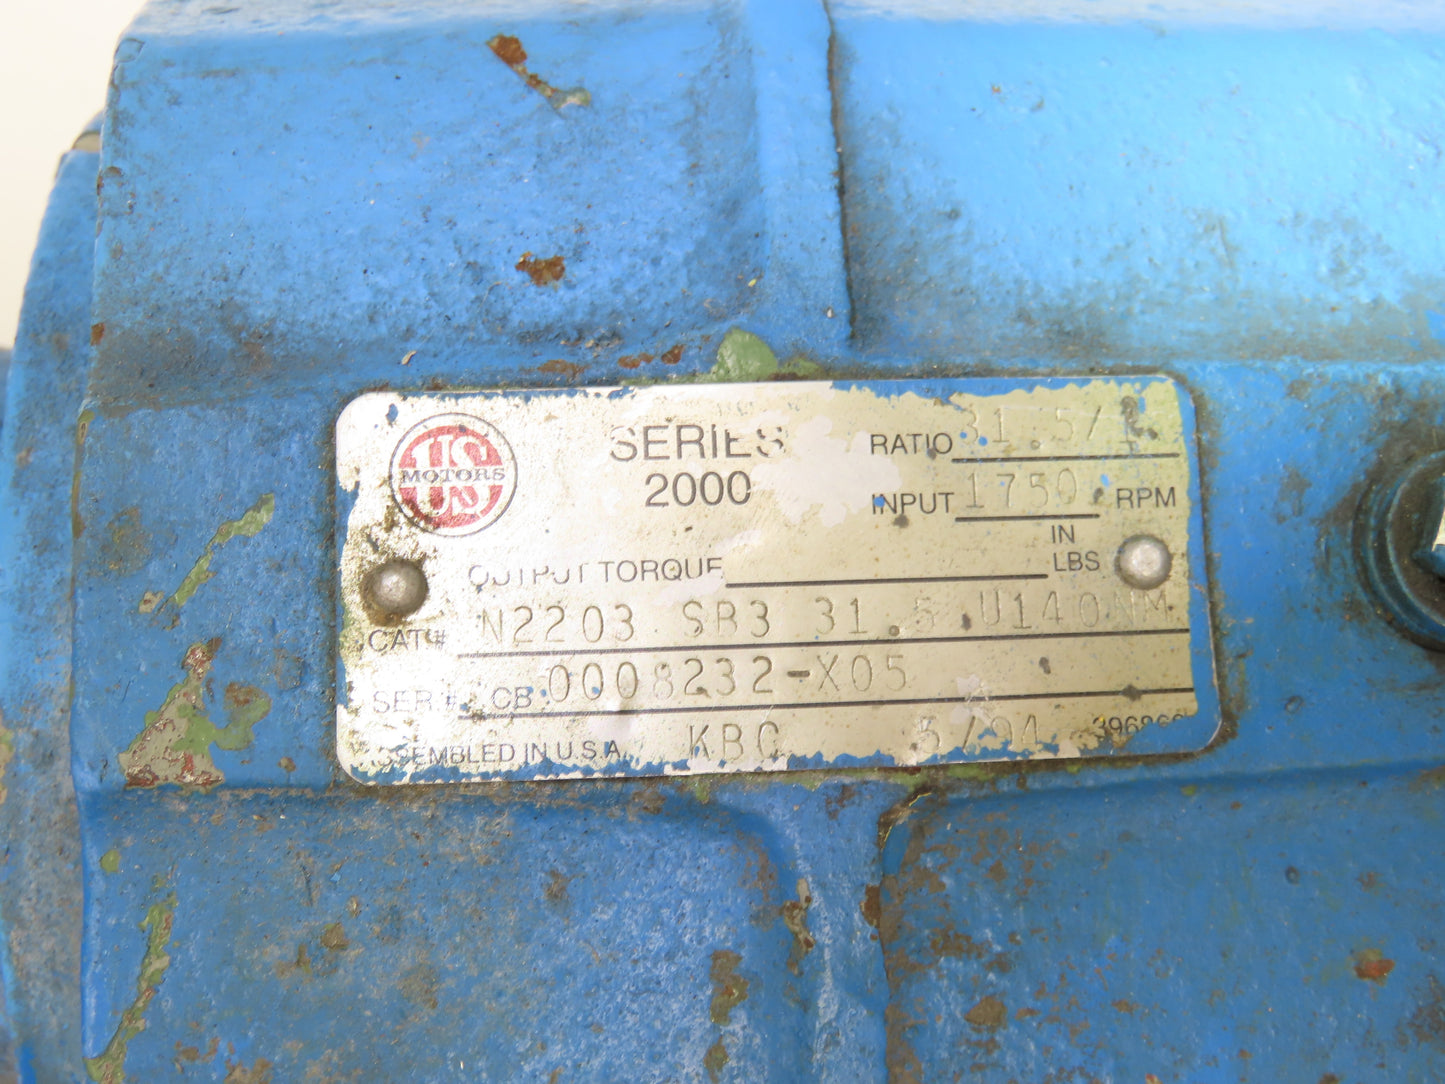 US
MOTORS
SERIES
2000
RATIO 31.5/1
INPUT 1750 RPM
OUTPUT TORQUE IN LBS
CAT# N2203 SB3 31.5 U140NM
SER.# CB 0008232-X05
ASSEMBLED IN U.S.A. KBC 5/94